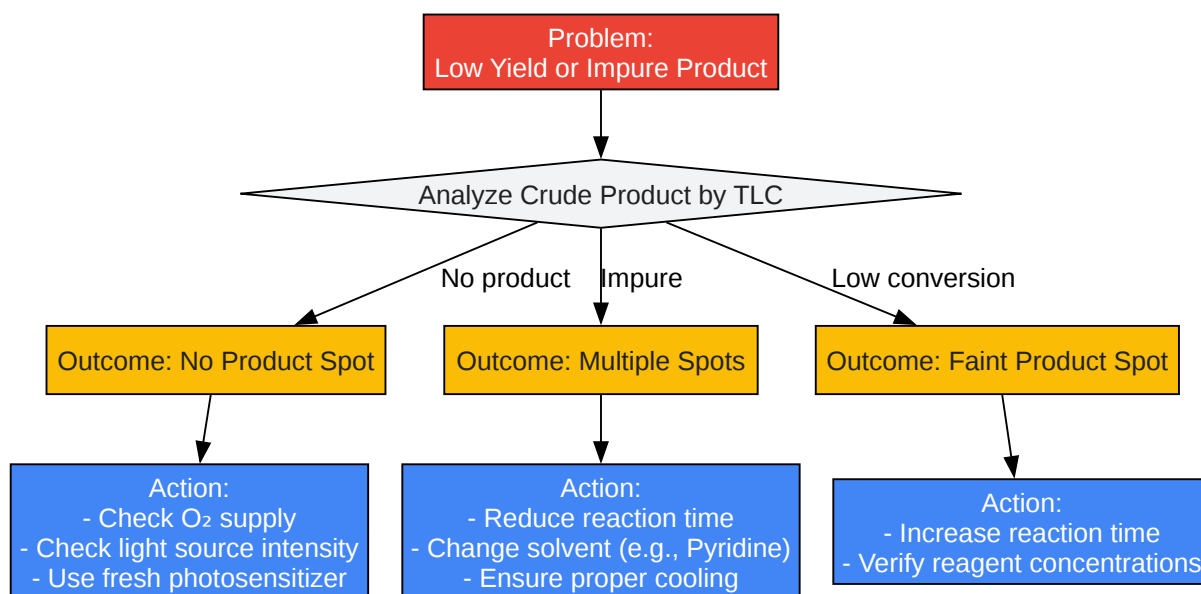 Problem:
Low Yield or Impure Product
Analyze Crude Product by TLC
No product
Impure
Low conversion
Outcome: No Product Spot
Outcome: Multiple Spots
Outcome: Faint Product Spot
Action:
- Check O₂ supply
- Check light source intensity
- Use fresh photosensitizer
Action:
- Reduce reaction time
- Change solvent (e.g., Pyridine)
- Ensure proper cooling
Action:
- Increase reaction time
- Verify reagent concentrations